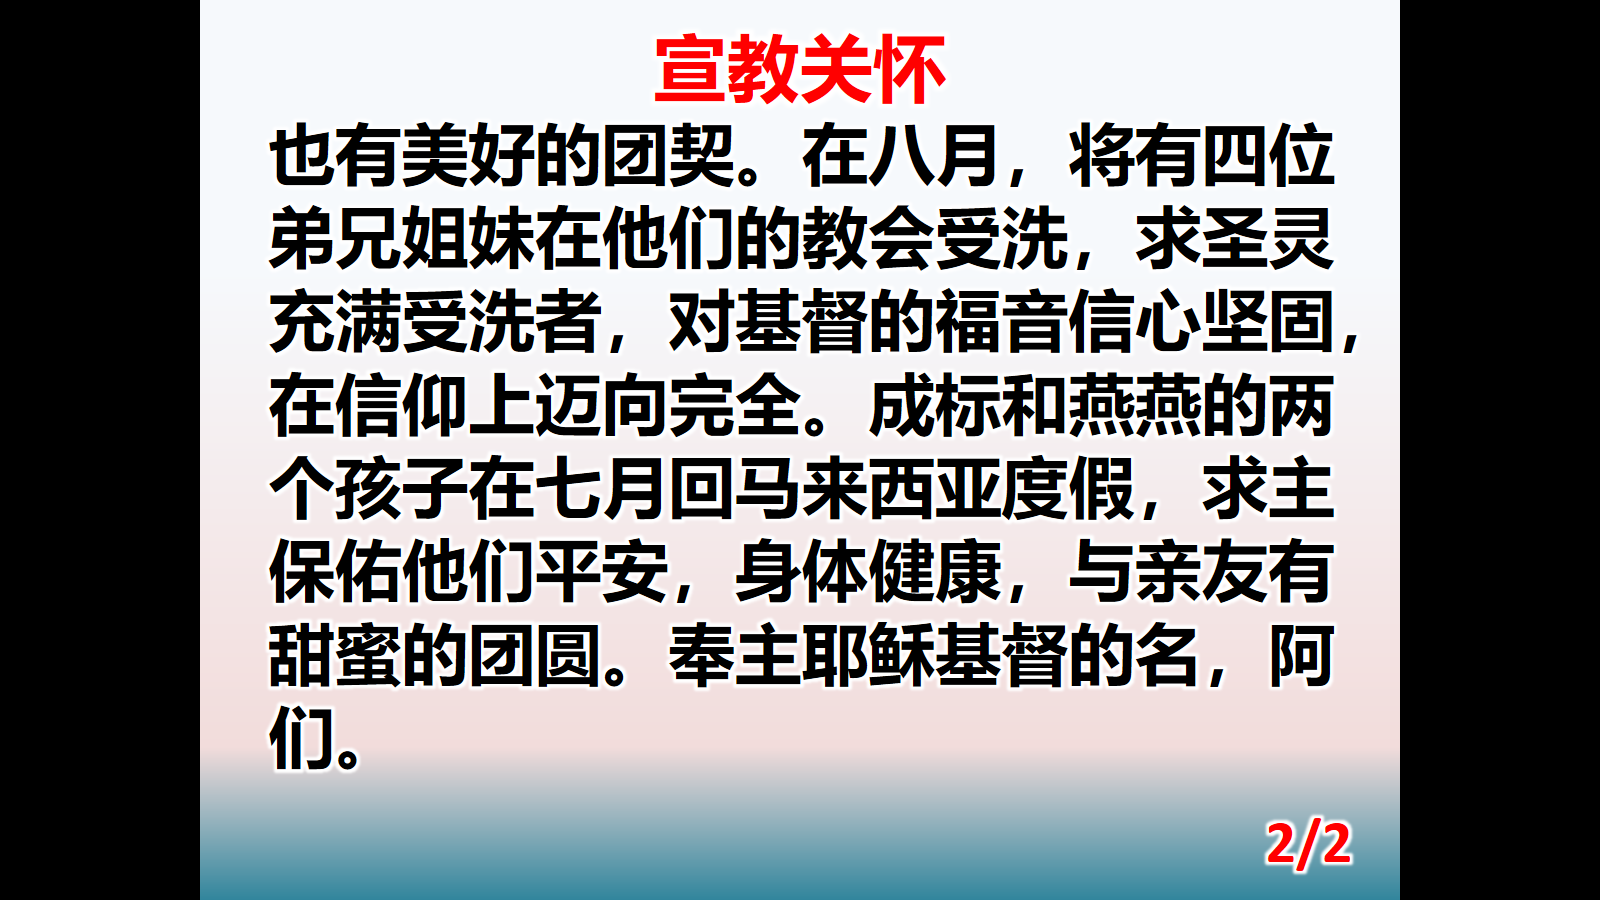 宣教关怀
也有美好的团契。在八月，将有四位
弟兄姐妹在他们的教会受洗，求圣灵
充满受洗者，对基督的福音信心坚固，
在信仰上迈向完全。成标和燕燕的两
个孩子在七月回马来西亚度假，求主
保佑他们平安，身体健康，与亲友有
甜蜜的团圆。奉主耶稣基督的名，阿
们。
2/2